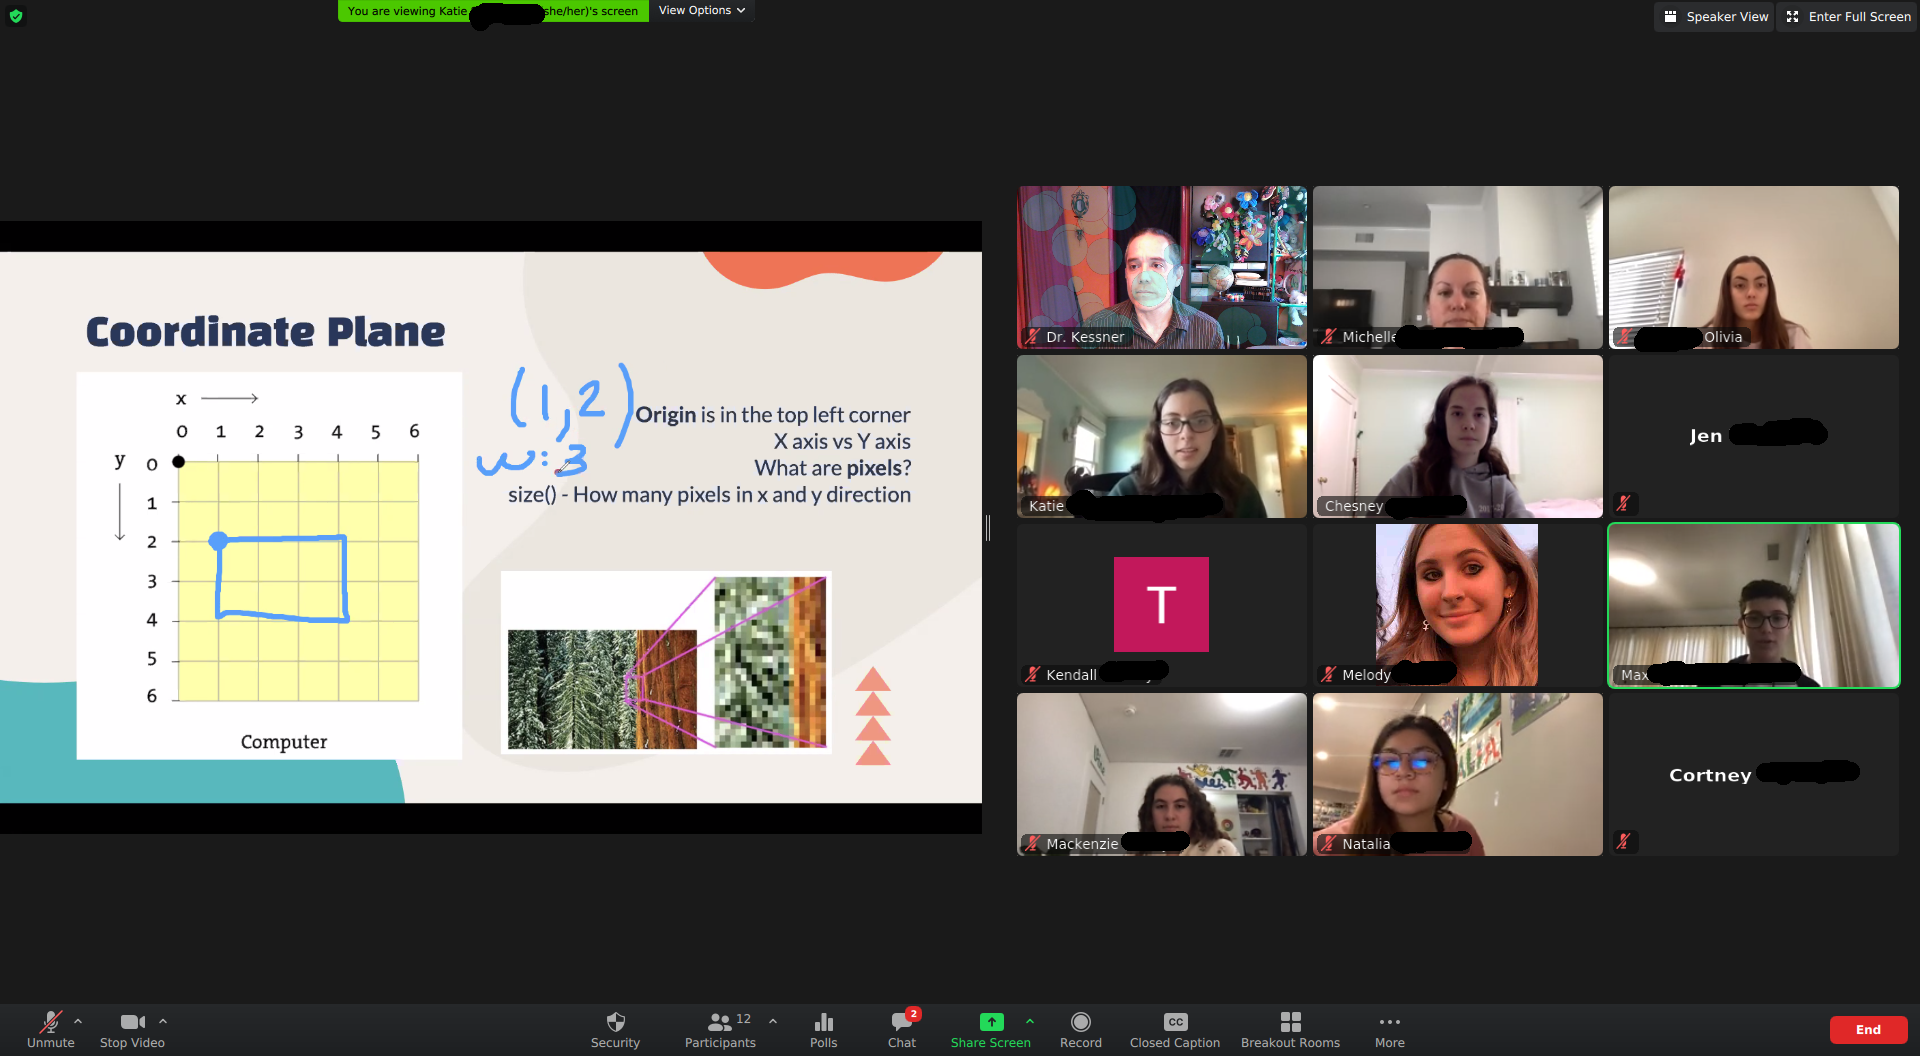 You are viewing Katie she/her)'s screen
View Options
Speaker View
Enter Full Screen
Coordinate Plane
x
0 1 2 3 4 5 6
y
0
1
2
3
4
5
6
Computer
(1,2)
w:3
Origin is in the top left corner
X axis vs Y axis
What are pixels?
size() - How many pixels in x and y direction
Dr. Kessner
Michelle
Olivia
Katie
Chesney
Jen
T
Kendall
Melody
Max
Mackenzie
Natalia
Cortney
Unmute
Stop Video
Security
12
Participants
Polls
2
Chat
Share Screen
Record
CC
Closed Caption
Breakout Rooms
More
End